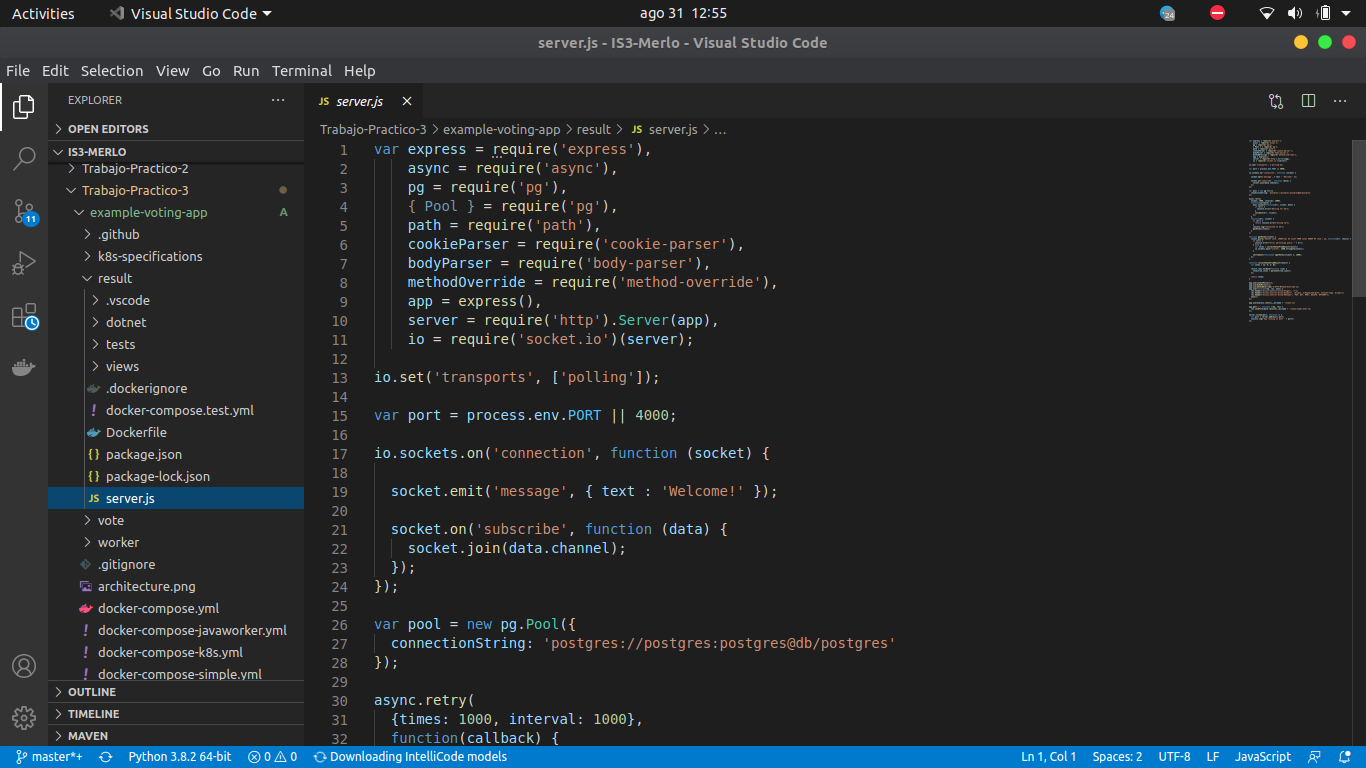 Activities Visual Studio Code ago 31 12:55 24
server.js - IS3-Merlo - Visual Studio Code
File Edit Selection View Go Run Terminal Help
EXPLORER
OPEN EDITORS
IS3-MERLO
Trabajo-Practico-2
Trabajo-Practico-3
example-voting-app A
.github
k8s-specifications
result
.vscode
dotnet
tests
views
.dockerignore
! docker-compose.test.yml
Dockerfile
{} package.json
{} package-lock.json
JS server.js
vote
worker
.gitignore
architecture.png
docker-compose.yml
! docker-compose-javaworker.yml
! docker-compose-k8s.yml
! docker-compose-simple.yml
OUTLINE
TIMELINE
MAVEN
11
JS server.js
Trabajo-Practico-3 > example-voting-app > result > JS server.js > ...
1 var express = require('express'),
2 async = require('async'),
3 pg = require('pg'),
4 { Pool } = require('pg'),
5 path = require('path'),
6 cookieParser = require('cookie-parser'),
7 bodyParser = require('body-parser'),
8 methodOverride = require('method-override'),
9 app = express(),
10 server = require('http').Server(app),
11 io = require('socket.io')(server);
12
13 io.set('transports', ['polling']);
14
15 var port = process.env.PORT || 4000;
16
17 io.sockets.on('connection', function (socket) {
18
19 socket.emit('message', { text : 'Welcome!' });
20
21 socket.on('subscribe', function (data) {
22 socket.join(data.channel);
23 });
24 });
25
26 var pool = new pg.Pool({
27 connectionString: 'postgres://postgres:postgres@db/postgres'
28 });
29
30 async.retry(
31 {times: 1000, interval: 1000},
32 function(callback) {
master*+ Python 3.8.2 64-bit 0 0 Downloading IntelliCode models Ln 1, Col 1 Spaces: 2 UTF-8 LF JavaScript